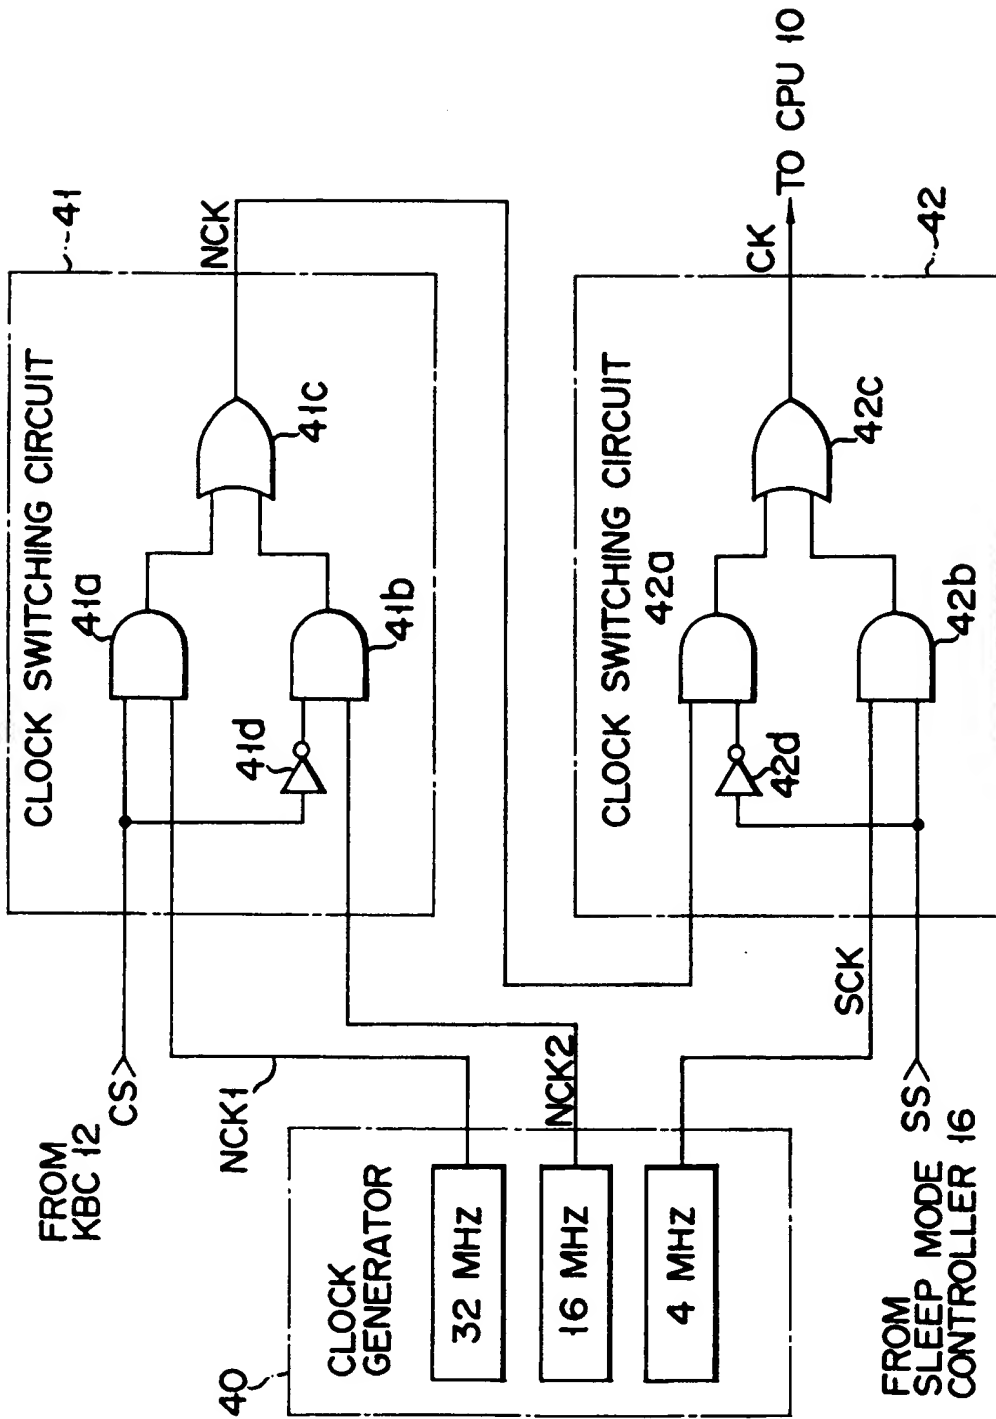 41
CLOCK SWITCHING CIRCUIT
NCK
41a
41c
41d
41b
FROM
KBC 12
CS
NCK1
40
CLOCK
GENERATOR
32 MHZ
16 MHZ
4 MHZ
NCK2
SCK
CLOCK SWITCHING CIRCUIT
42a
42c
42d
42b
CK
TO CPU 10
42
FROM
SLEEP MODE
CONTROLLER 16
SS